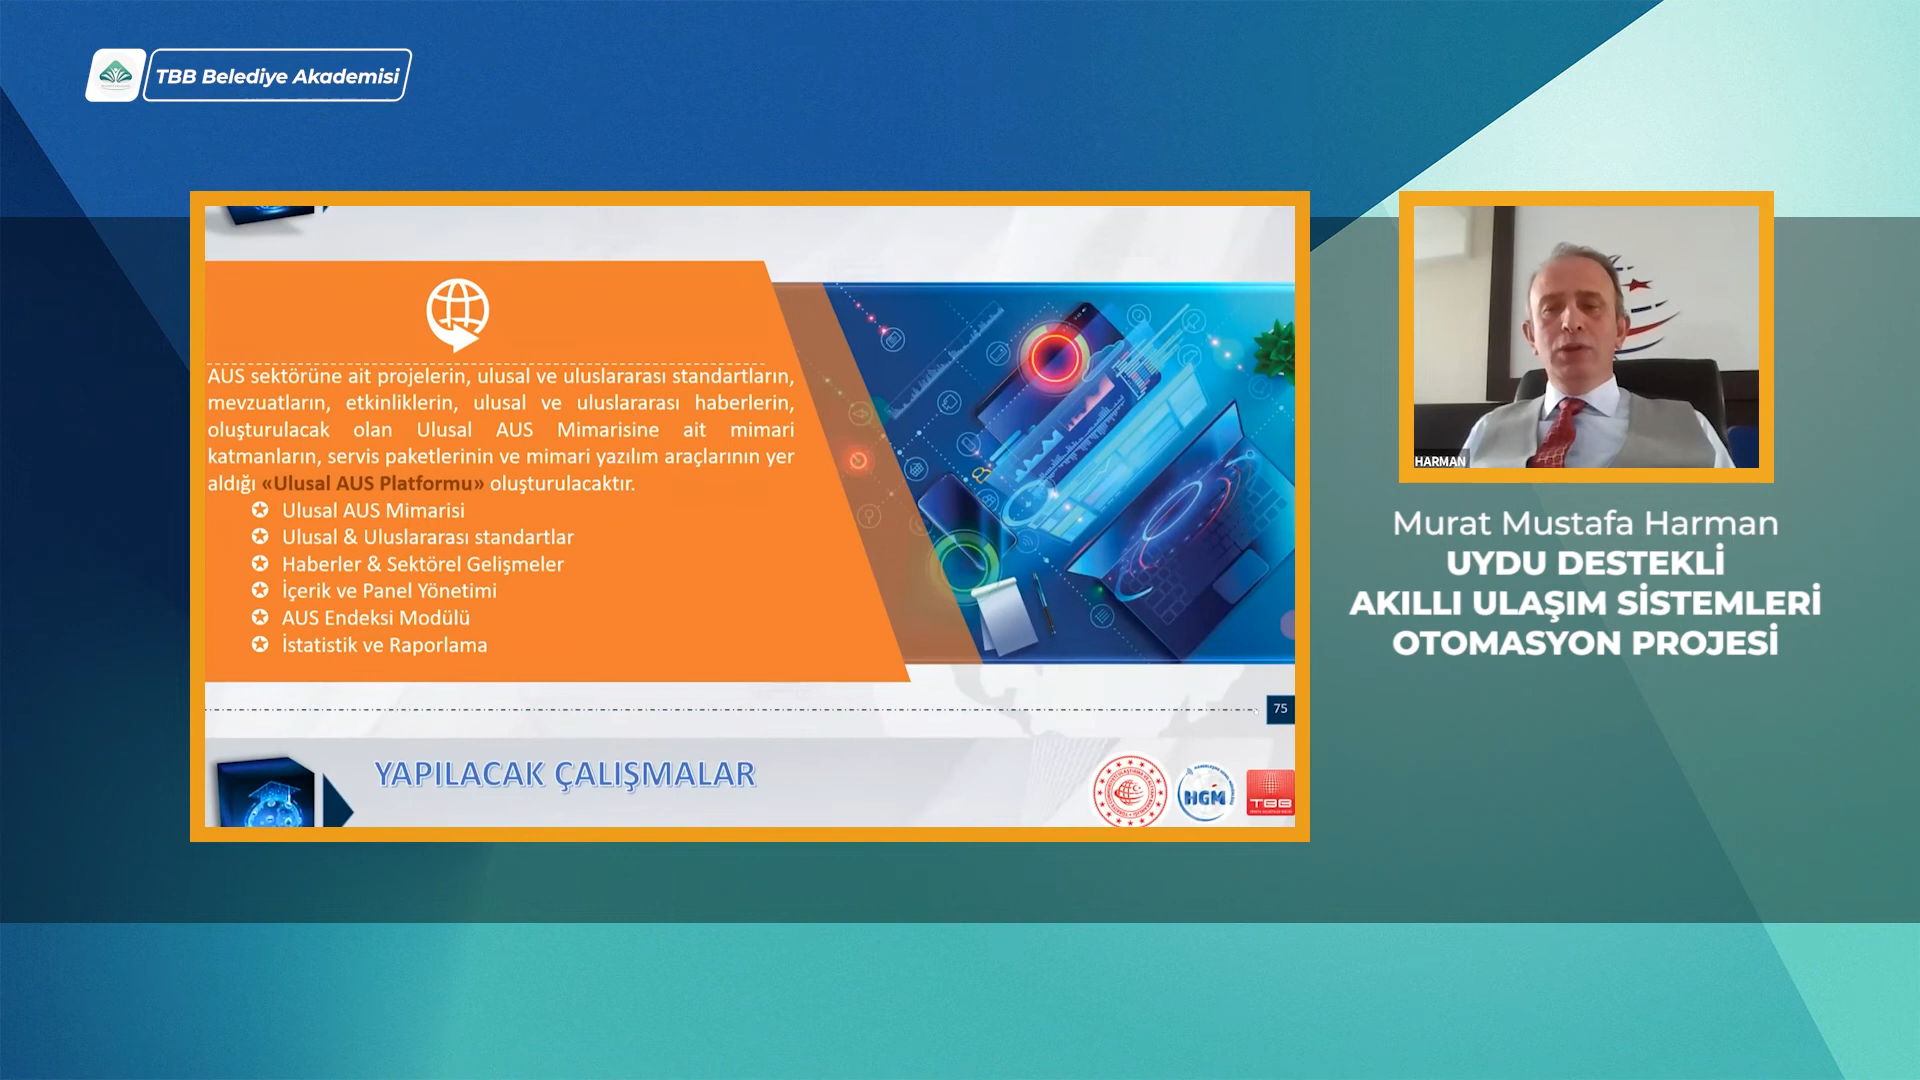 TBB Belediye Akademisi
AUS sektörüne ait projelerin, ulusal ve uluslararası standartların,
mevzuatların, etkinliklerin, ulusal ve uluslararası haberlerin,
oluşturulacak olan Ulusal AUS Mimarisine ait mimari
katmanların, servis paketlerinin ve mimari yazılım araçlarının yer
aldığı «Ulusal AUS Platformu» oluşturulacaktır.
Ulusal AUS Mimarisi
Ulusal & Uluslararası standartlar
Haberler & Sektörel Gelişmeler
İçerik ve Panel Yönetimi
AUS Endeksi Modülü
İstatistik ve Raporlama
75
YAPILACAK ÇALIŞMALAR
HGM
TBB
HARMAN
Murat Mustafa Harman
UYDU DESTEKLİ
AKILLI ULAŞIM SİSTEMLERİ
OTOMASYON PROJESİ